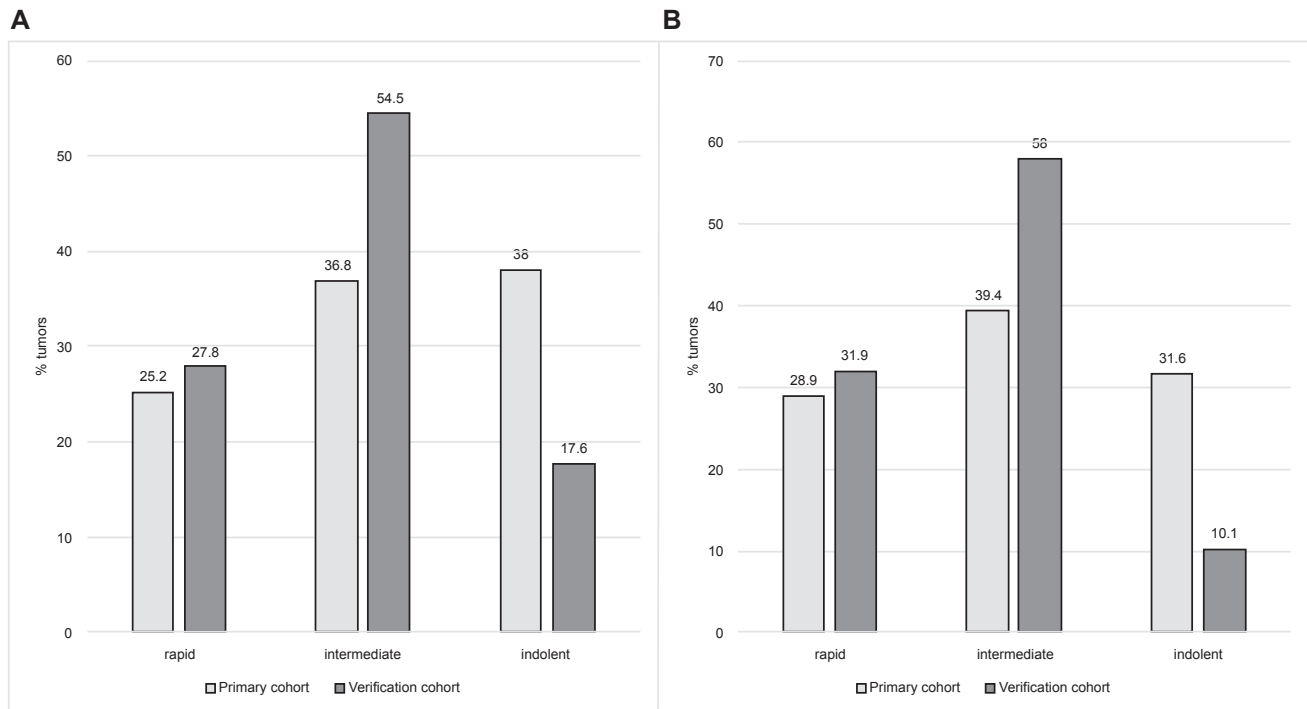 A
60
50
40
30
20
10
0
% tumors
25.2
27.8
36.8
54.5
38
17.6
rapid
intermediate
indolent
Primary cohort
Verification cohort
B
70
60
50
40
30
20
10
0
% tumors
28.9
31.9
39.4
58
31.6
10.1
rapid
intermediate
indolent
Primary cohort
Verification cohort